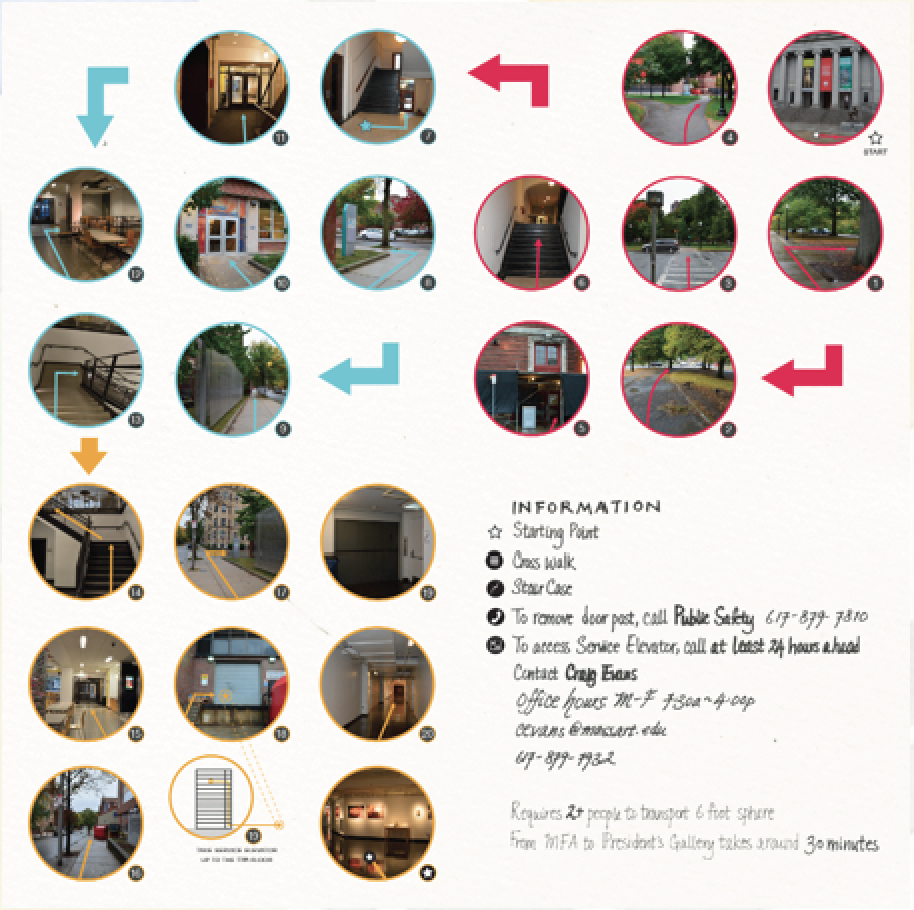 11
7
4
START
12
10
8
6
3
1
13
9
5
2
14
17
15
18
20
16
19
UP TO THE 7TH FLOOR
INFORMATION
Starting Point
Cross Walk
Stair Case
To remove door post, call Public Safety 617-879-7810
To access Service Elevator, call at least 24 hours ahead
Contact Craig Evans
Office hours M-F 7:30a-4:00p
cevans@massart.edu
617-879-7932
Requires 2+ people to transport 6 foot sphere
From MFA to President's Gallery takes around 30 minutes